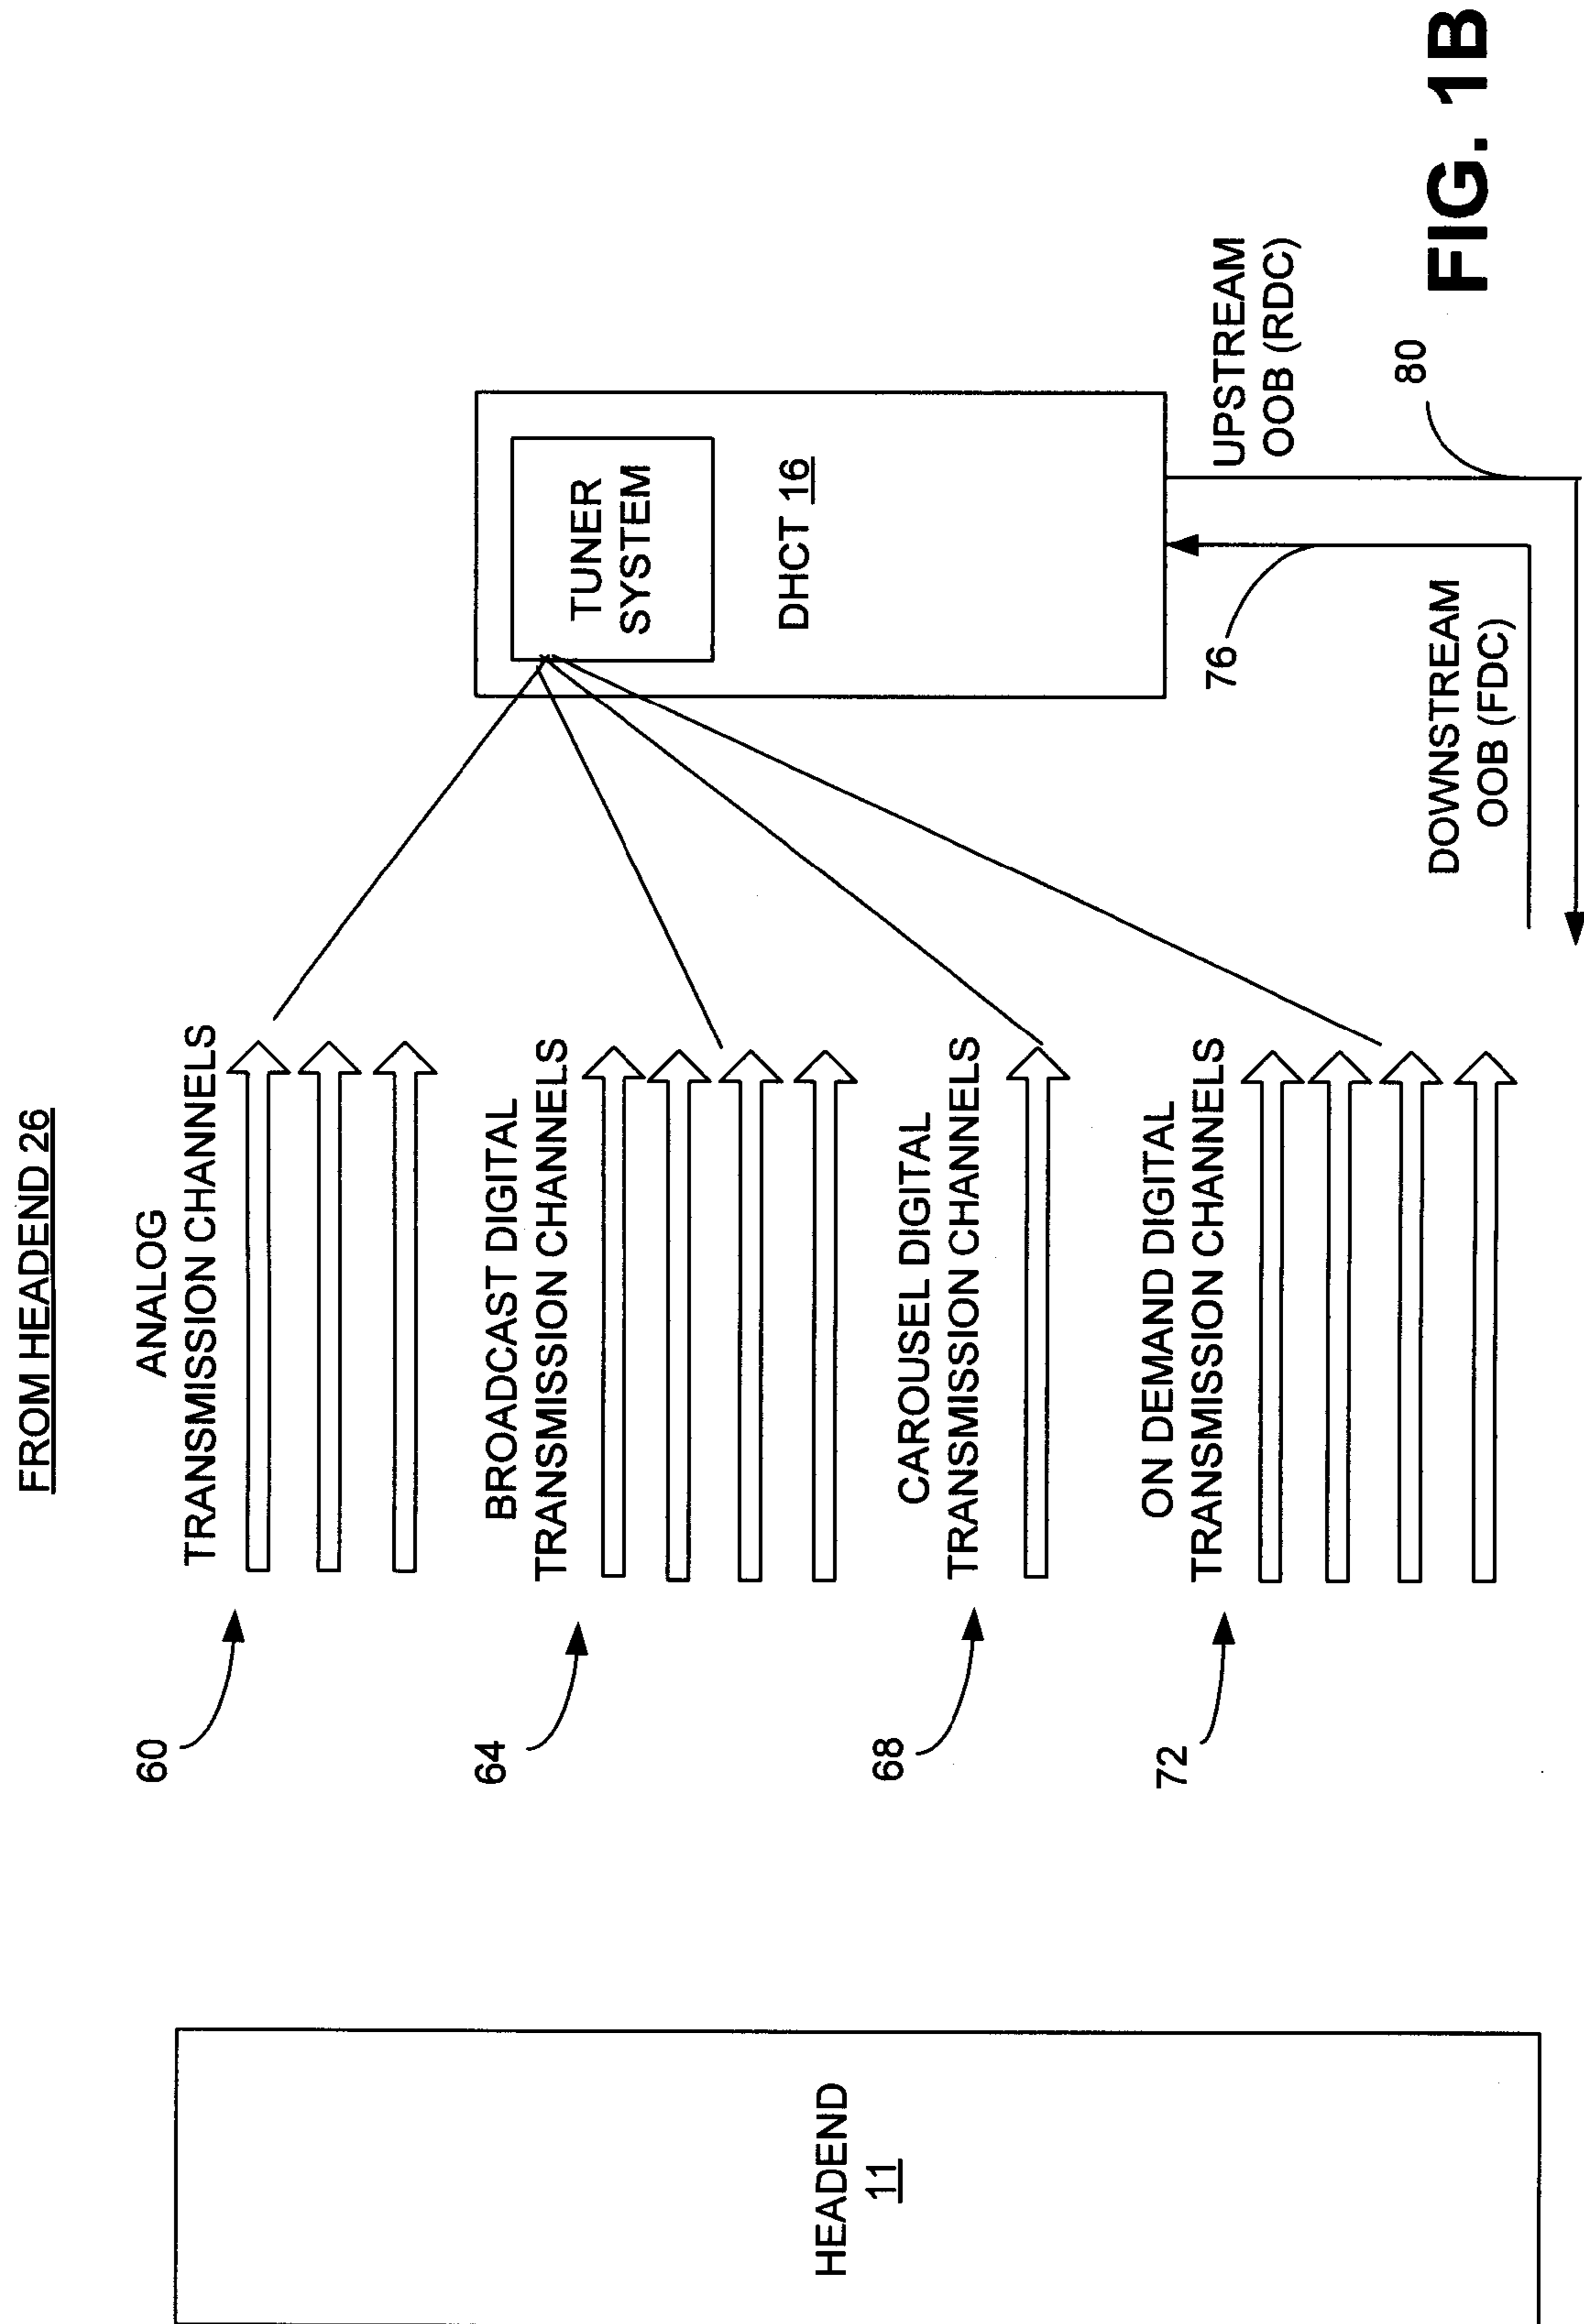 FROM HEADEND 26
60
ANALOG
TRANSMISSION CHANNELS
64
BROADCAST DIGITAL
TRANSMISSION CHANNELS
68
CAROUSEL DIGITAL
TRANSMISSION CHANNELS
72
ON DEMAND DIGITAL
TRANSMISSION CHANNELS
HEADEND
11
TUNER
SYSTEM
DHCT 16
76
DOWNSTREAM
OOB (FDC)
UPSTREAM
OOB (RDC)
80
FIG. 1B